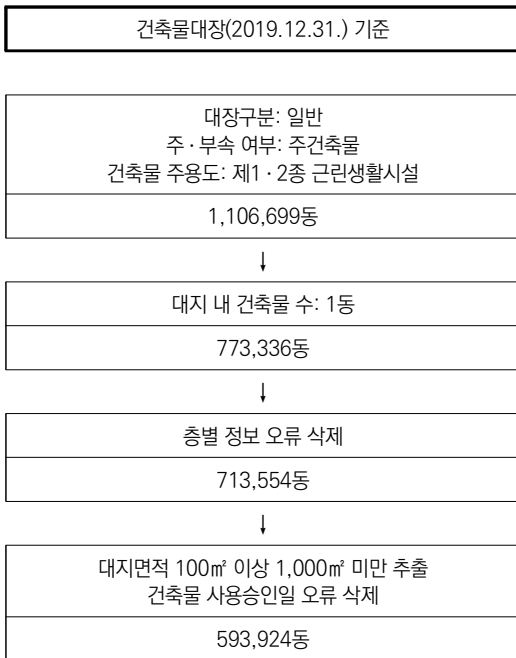 건축물대장(2019.12.31.) 기준
대장구분: 일반
주·부속 여부: 주건축물
건축물 주용도: 제1·2종 근린생활시설
1,106,699동
↓
대지 내 건축물 수: 1동
773,336동
↓
층별 정보 오류 삭제
713,554동
↓
대지면적 100㎡ 이상 1,000㎡ 미만 추출
건축물 사용승인일 오류 삭제
593,924동